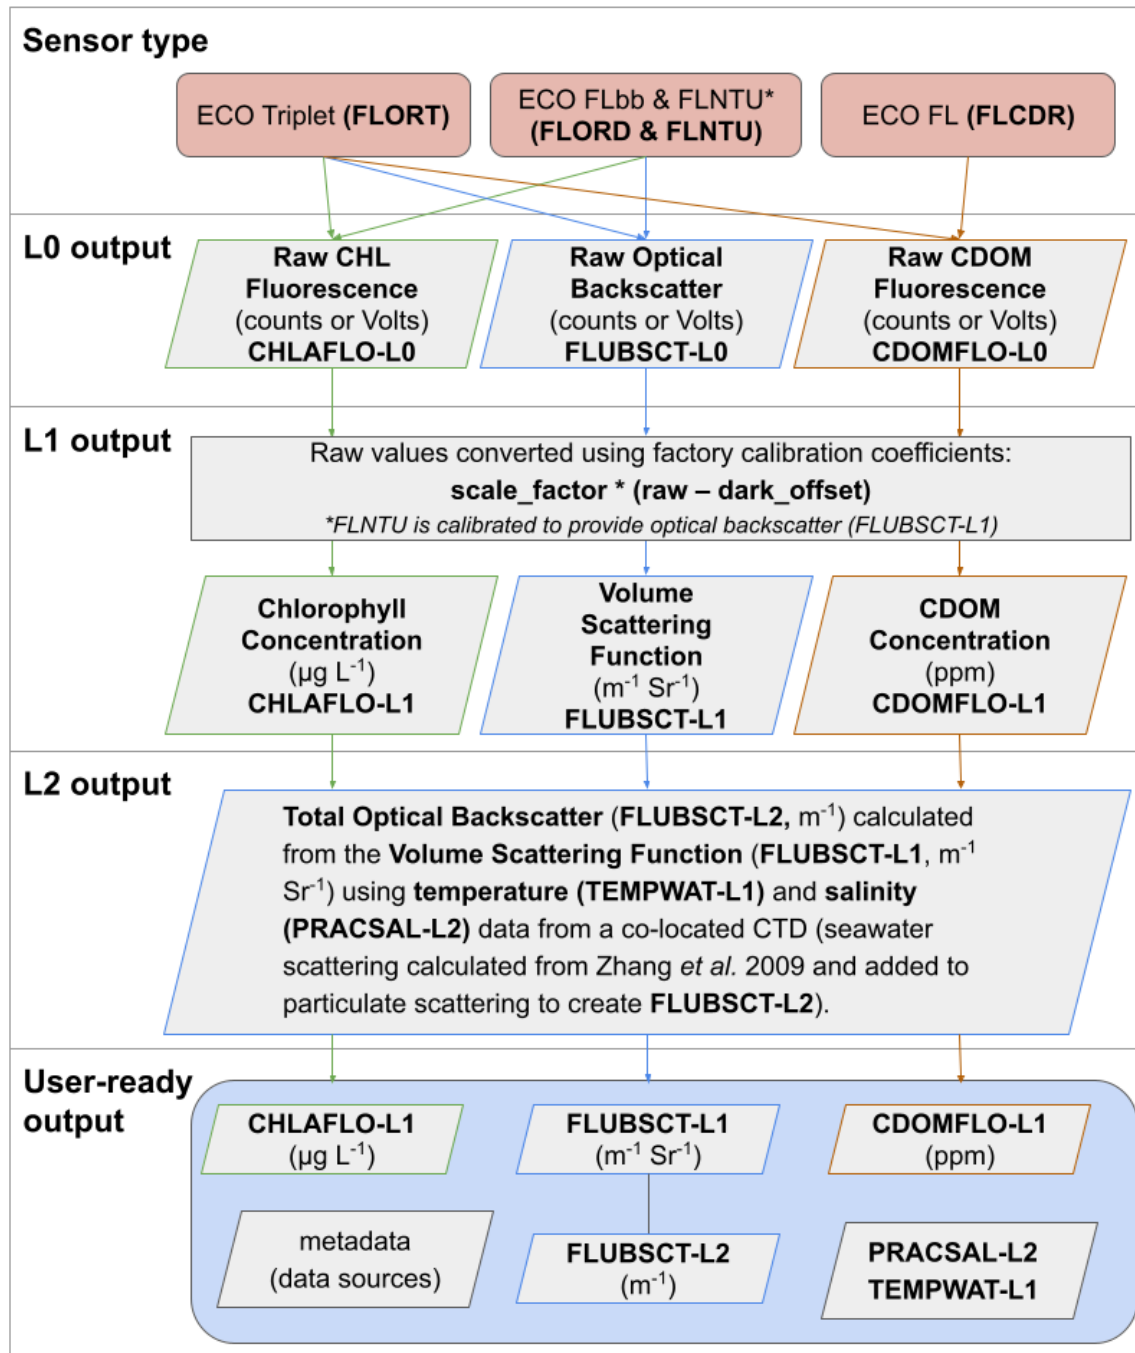 Sensor type
ECO Triplet (FLORT)
ECO FLbb & FLNTU*
(FLORD & FLNTU)
ECO FL (FLCDR)
L0 output
Raw CHL
Fluorescence
(counts or Volts)
CHLAFLO-L0
Raw Optical
Backscatter
(counts or Volts)
FLUBSCT-L0
Raw CDOM
Fluorescence
(counts or Volts)
CDOMFLO-L0
L1 output
Raw values converted using factory calibration coefficients:
scale_factor * (raw – dark_offset)
*FLNTU is calibrated to provide optical backscatter (FLUBSCT-L1)
Chlorophyll
Concentration
(µg L⁻¹)
CHLAFLO-L1
Volume
Scattering
Function
(m⁻¹ Sr⁻¹)
FLUBSCT-L1
CDOM
Concentration
(ppm)
CDOMFLO-L1
L2 output
Total Optical Backscatter (FLUBSCT-L2, m⁻¹) calculated
from the Volume Scattering Function (FLUBSCT-L1, m⁻¹
Sr⁻¹) using temperature (TEMPWAT-L1) and salinity
(PRACSAL-L2) data from a co-located CTD (seawater
scattering calculated from Zhang et al. 2009 and added to
particulate scattering to create FLUBSCT-L2).
User-ready
output
CHLAFLO-L1
(µg L⁻¹)
FLUBSCT-L1
(m⁻¹ Sr⁻¹)
CDOMFLO-L1
(ppm)
metadata
(data sources)
FLUBSCT-L2
(m⁻¹)
PRACSAL-L2
TEMPWAT-L1